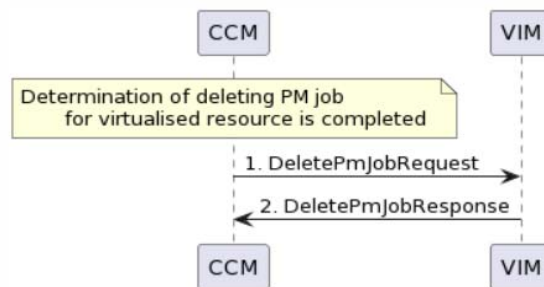 CCM VIM
Determination of deleting PM job
for virtualised resource is completed
1. DeletePmJobRequest
2. DeletePmJobResponse
CCM VIM